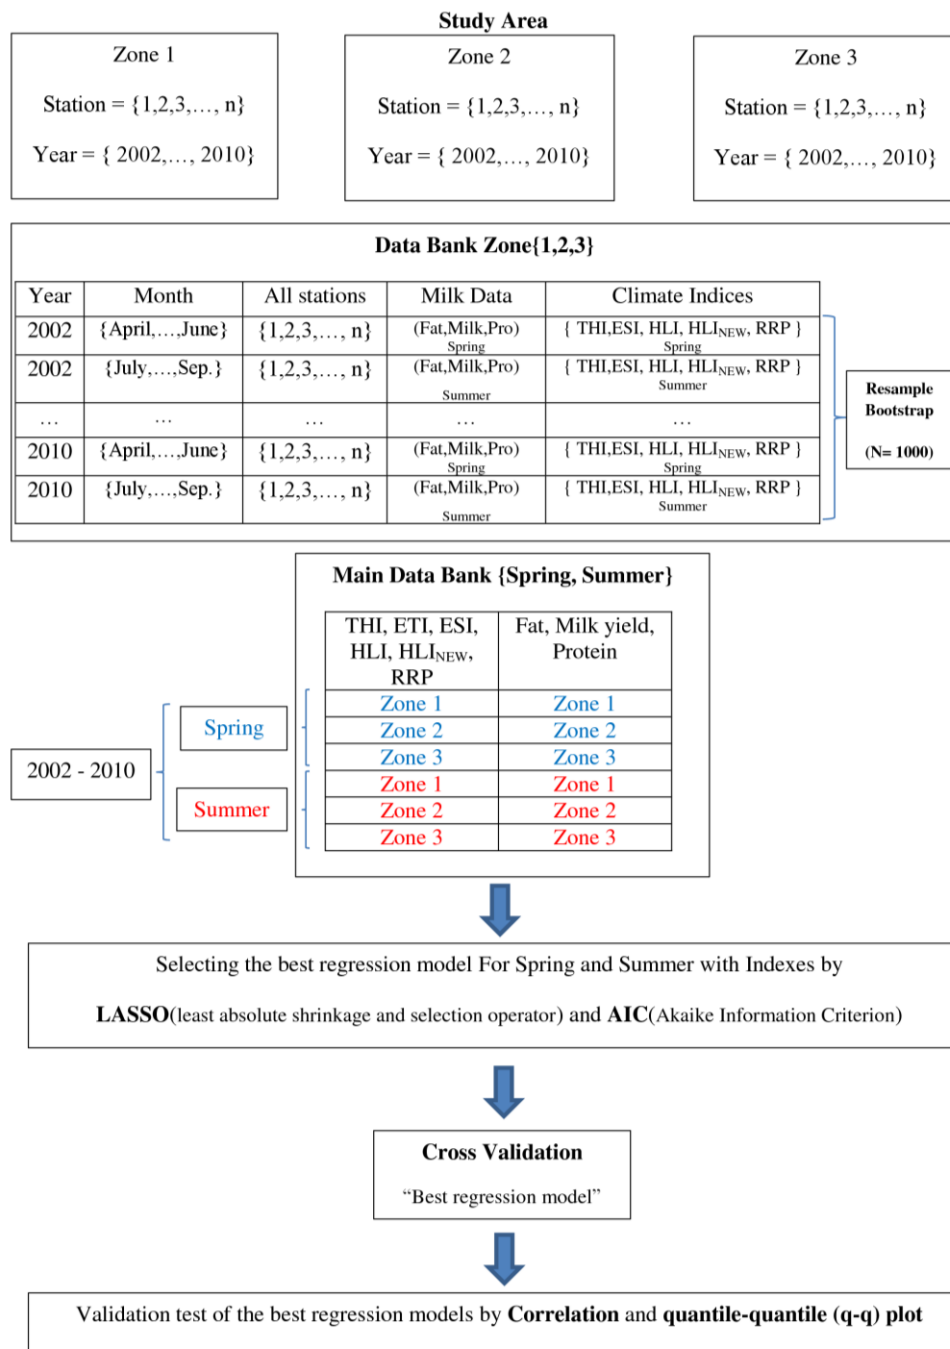 Study Area
Zone 1
Station = {1,2,3,…, n}
Year = { 2002,…, 2010}
Zone 2
Station = {1,2,3,…, n}
Year = { 2002,…, 2010}
Zone 3
Station = {1,2,3,…, n}
Year = { 2002,…, 2010}
Data Bank Zone{1,2,3}
Year Month All stations Milk Data Climate Indices
2002 {April,…,June} {1,2,3,…, n} (Fat,Milk,Pro) { THI,ESI, HLI, HLINEW, RRP }
Spring Spring
2002 {July,…,Sep.} {1,2,3,…, n} (Fat,Milk,Pro) { THI,ESI, HLI, HLINEW, RRP }
Summer Summer
… … … … …
2010 {April,…,June} {1,2,3,…, n} (Fat,Milk,Pro) { THI,ESI, HLI, HLINEW, RRP }
Spring Spring
2010 {July,…,Sep.} {1,2,3,…, n} (Fat,Milk,Pro) { THI,ESI, HLI, HLINEW, RRP }
Summer Summer
Resample
Bootstrap
(N= 1000)
Main Data Bank {Spring, Summer}
THI, ETI, ESI,
HLI, HLINEW,
RRP
Fat, Milk yield,
Protein
Zone 1 Zone 1
Zone 2 Zone 2
Zone 3 Zone 3
Zone 1 Zone 1
Zone 2 Zone 2
Zone 3 Zone 3
2002 - 2010
Spring
Summer
Selecting the best regression model For Spring and Summer with Indexes by
LASSO(least absolute shrinkage and selection operator) and AIC(Akaike Information Criterion)
Cross Validation
“Best regression model”
Validation test of the best regression models by Correlation and quantile-quantile (q-q) plot